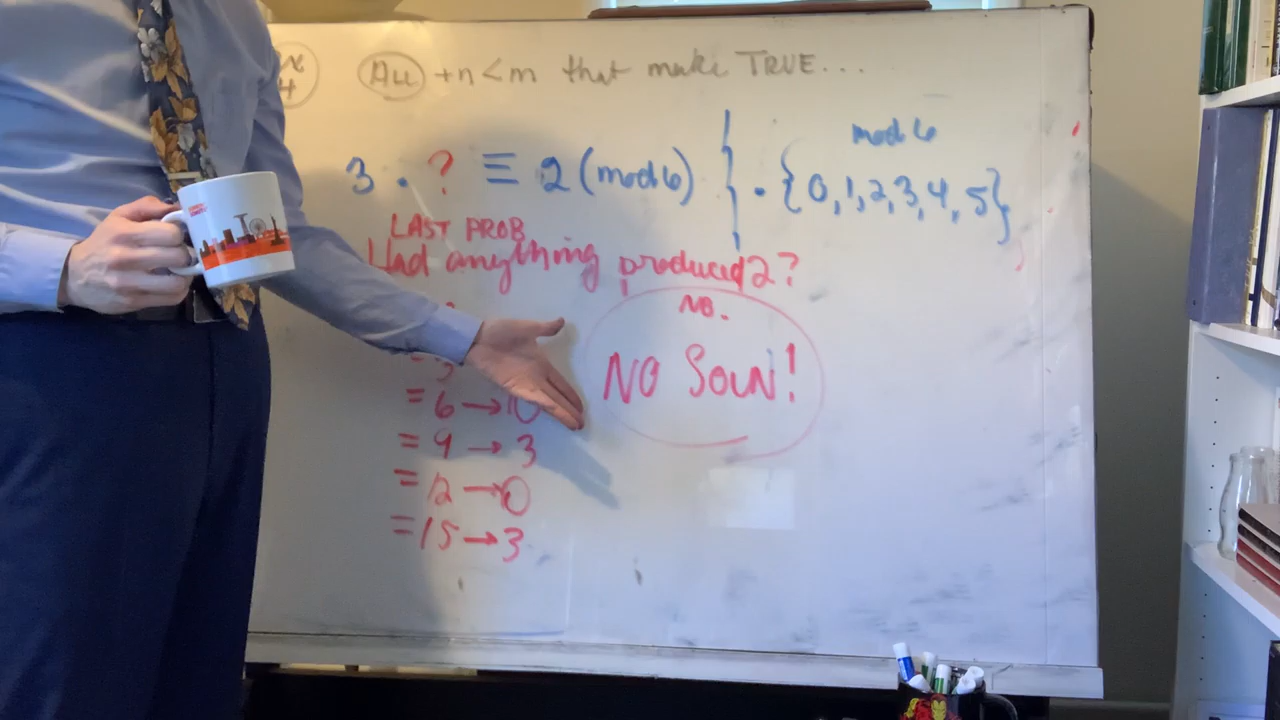 x
4 All +n<m that make TRUE...
mod 6
3 · ? ≡ 2 (mod 6) } · {0,1,2,3,4,5}
LAST PROB
Had anything produced 2?
NO.
NO SOLN!
= 6 → 0
= 9 → 3
= 12 → 0
= 15 → 3